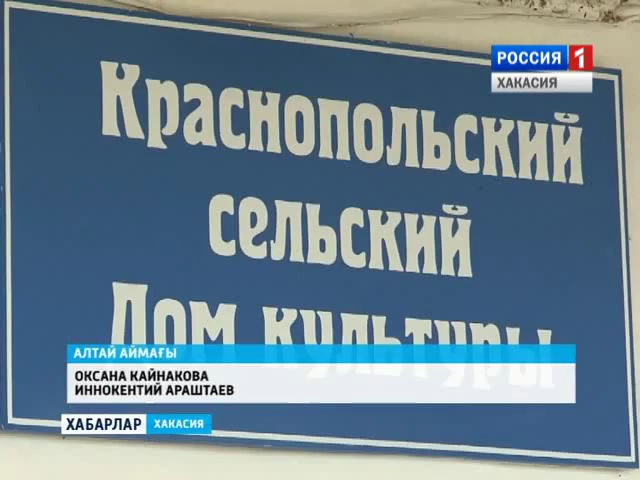 РОССИЯ 1
ХАКАСИЯ
Краснопольский
сельский
Дом культуры
АЛТАЙ АЙМАҒЫ
ОКСАНА КАЙНАКОВА
ИННОКЕНТИЙ АРАШТАЕВ
ХАБАРЛАР ХАКАСИЯ